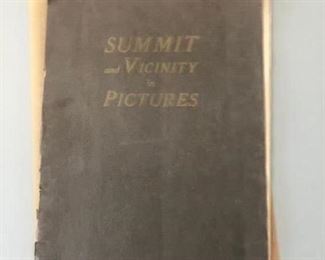 SUMMIT
and VICINITY
in
PICTURES